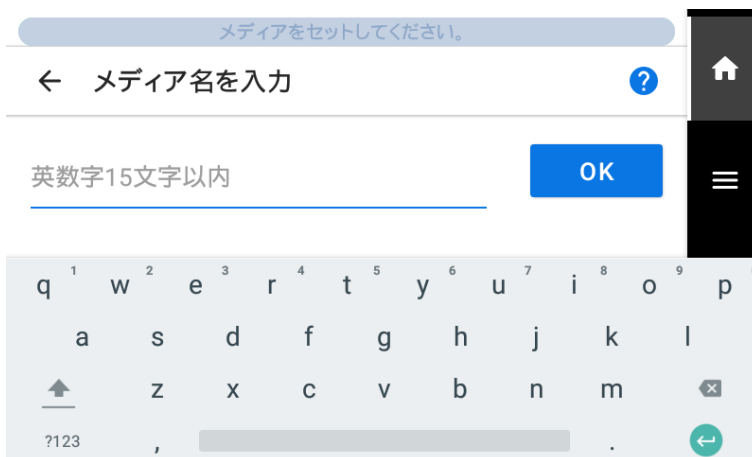 メディアをセットしてください。
← メディア名を入力 ?
英数字15文字以内 OK
q 1 w 2 e 3 r 4 t 5 y 6 u 7 i 8 o 9 p
a s d f g h j k l
z x c v b n m
?123 , .